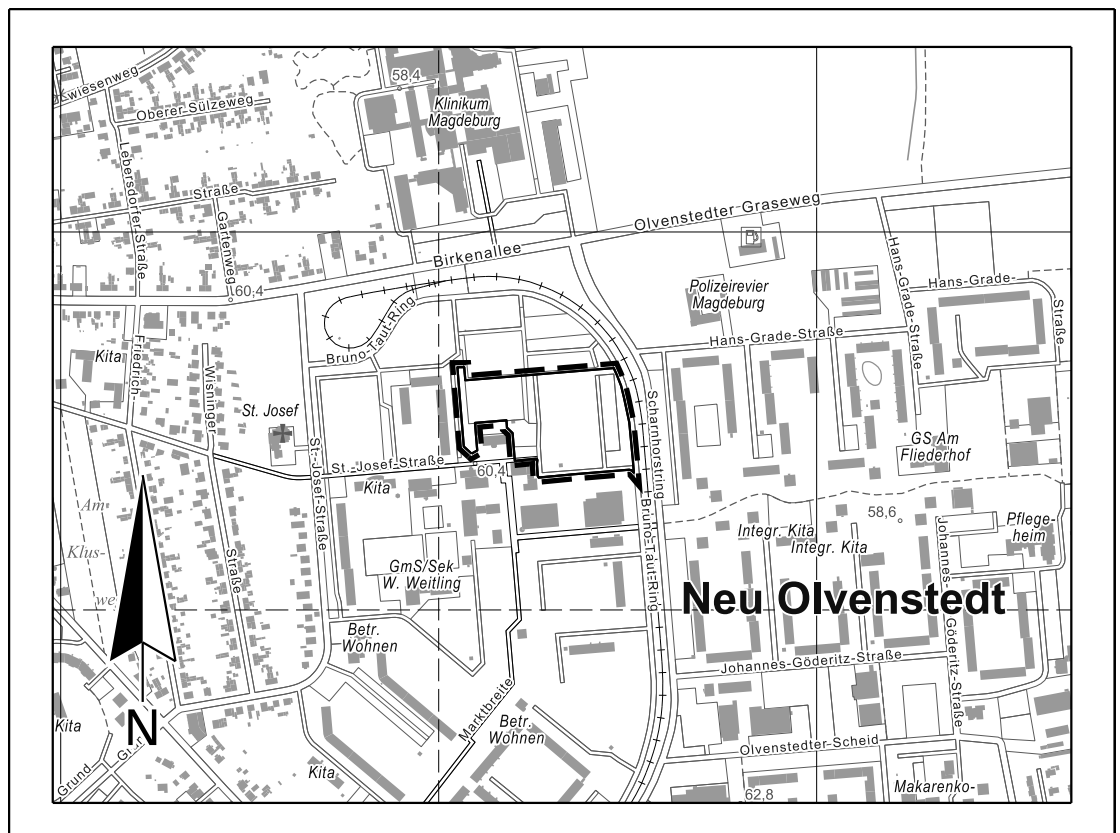 Kwiesenweg
Oberer-Sülzeweg
58,4
Klinikum
Magdeburg
Lebersdorfer-Straße
Straße
Gartenweg
Olvenstedter Graseweg
Birkenallee
60,4
Bruno-Taut-Ring
Polizeirevier
Magdeburg
Hans-Grade-Straße
Hans-Grade-Straße
Hans-Grade-
Straße
Kita
Friedrich-
Wisninger
Straße
St. Josef
St.-Josef-Straße
St.-Josef-Straße
60,4
Kita
Scharnhorstring
Bruno-Taut-Ring
GS Am
Fliederhof
Am
Klus-
we
GmS/Sek
W. Weitling
Integr. Kita
Integr. Kita
58,6
Pflege-
heim
Neu Olvenstedt
Betr.
Wohnen
Johannes-Göderitz-Straße
Johannes-Göderitz-Straße
Marktbreite
Betr.
Wohnen
N
Kita
Grund
Kita
Olvenstedter-Scheid
62,8
Makarenko-